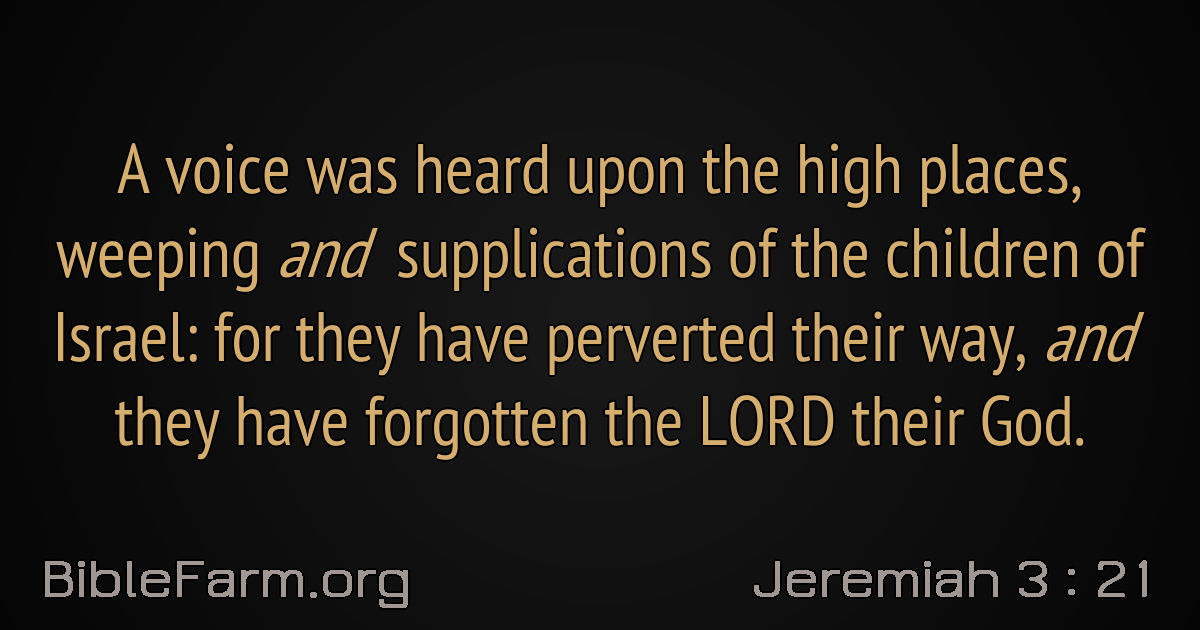 A voice was heard upon the high places,
weeping and supplications of the children of
Israel: for they have perverted their way, and
they have forgotten the LORD their God.
BibleFarm.org
Jeremiah 3 : 21